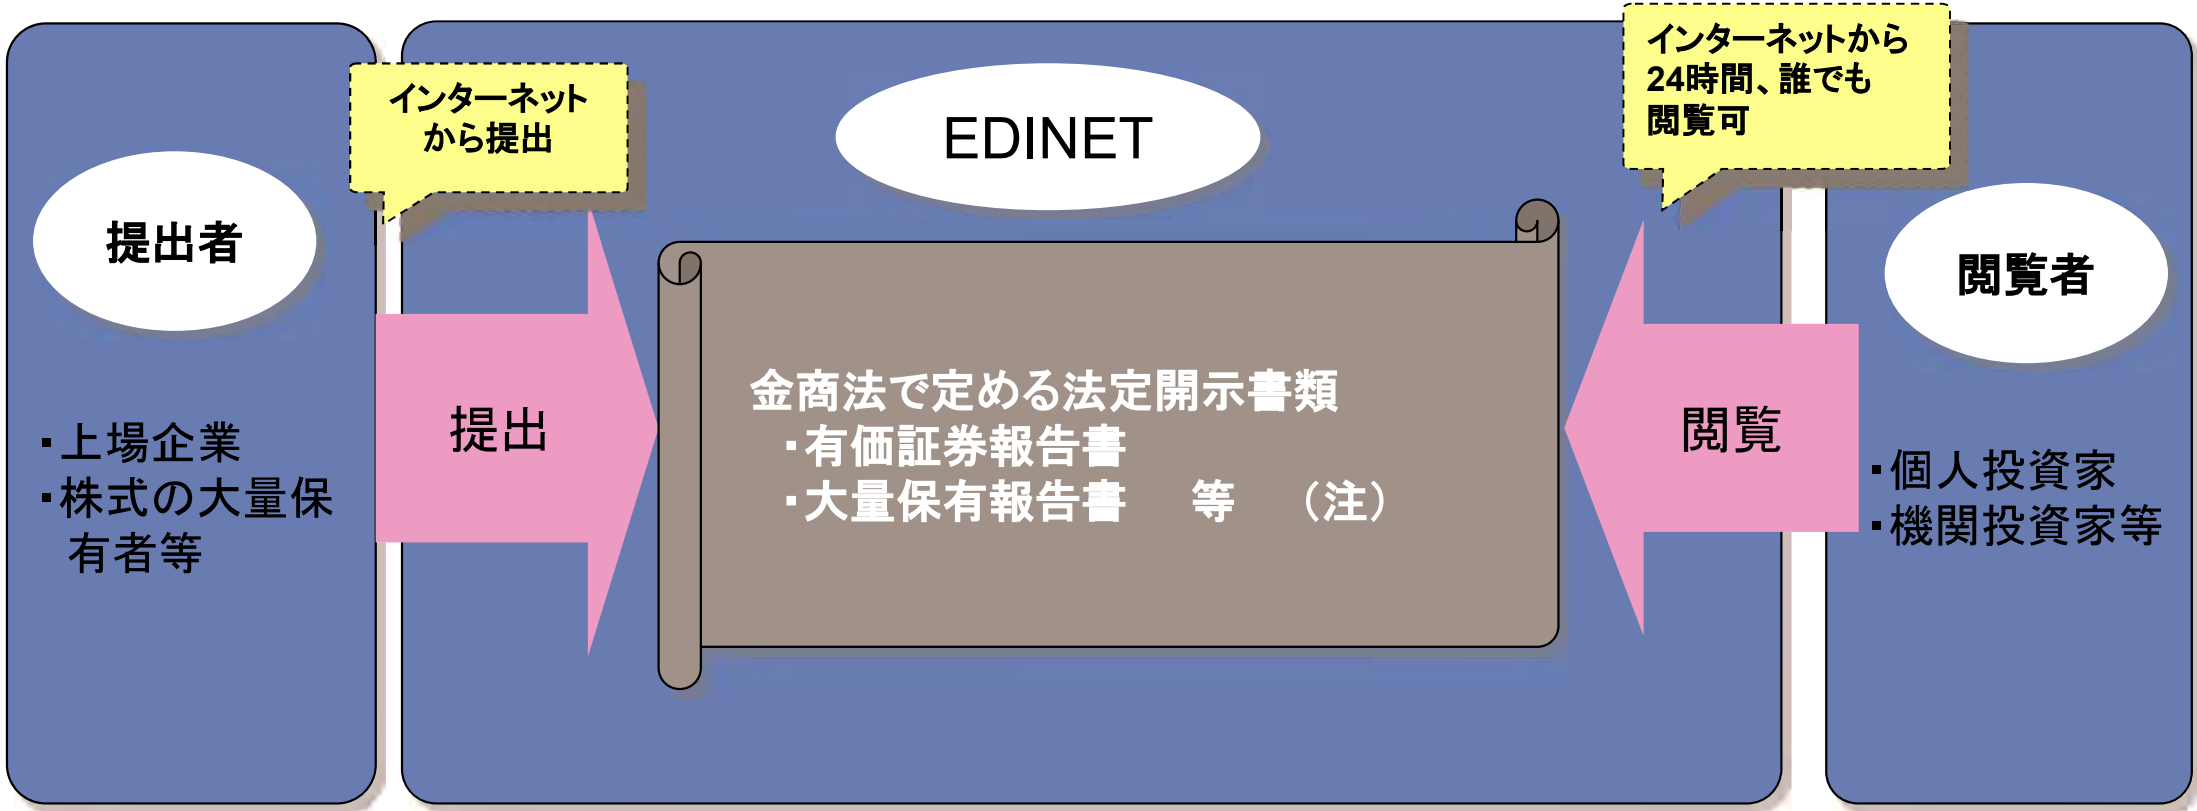 提出者
・上場企業
・株式の大量保
有者等
インターネット
から提出
提出
EDINET
金商法で定める法定開示書類
・有価証券報告書
・大量保有報告書 等 (注)
インターネットから
24時間、誰でも
閲覧可
閲覧
閲覧者
・個人投資家
・機関投資家等